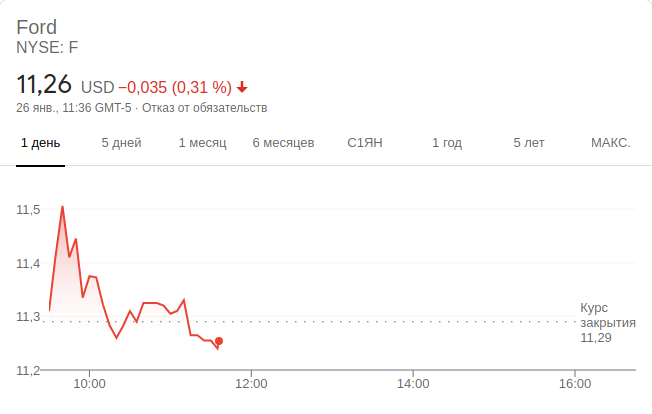 Ford
NYSE: F
11,26 USD −0,035 (0,31 %)
26 янв., 11:36 GMT-5 · Отказ от обязательств
1 день 5 дней 1 месяц 6 месяцев С1ЯН 1 год 5 лет МАКС.
11,5
11,4
11,3
11,2
Курс
закрытия
11,29
10:00 12:00 14:00 16:00